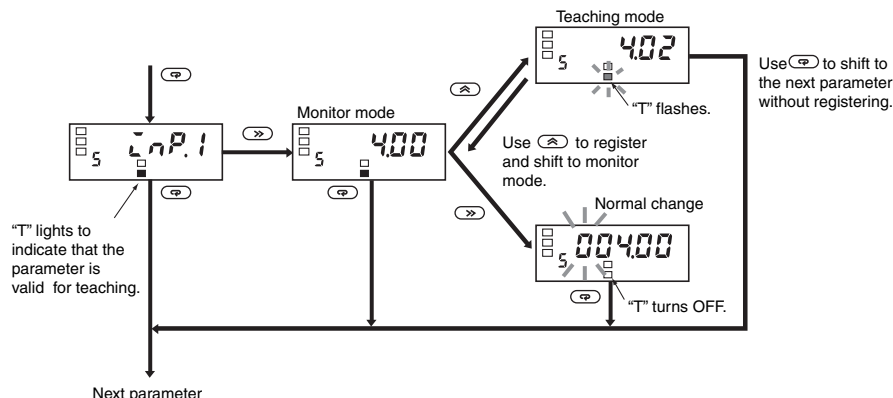 Teaching mode
S 4.02
"T" flashes.
Use to shift to
the next parameter
without registering.
Monitor mode
S inP.1
S 4.00
Use to register
and shift to monitor
mode.
Normal change
S 004.00
"T" turns OFF.
"T" lights to
indicate that the
parameter is
valid for teaching.
Next parameter